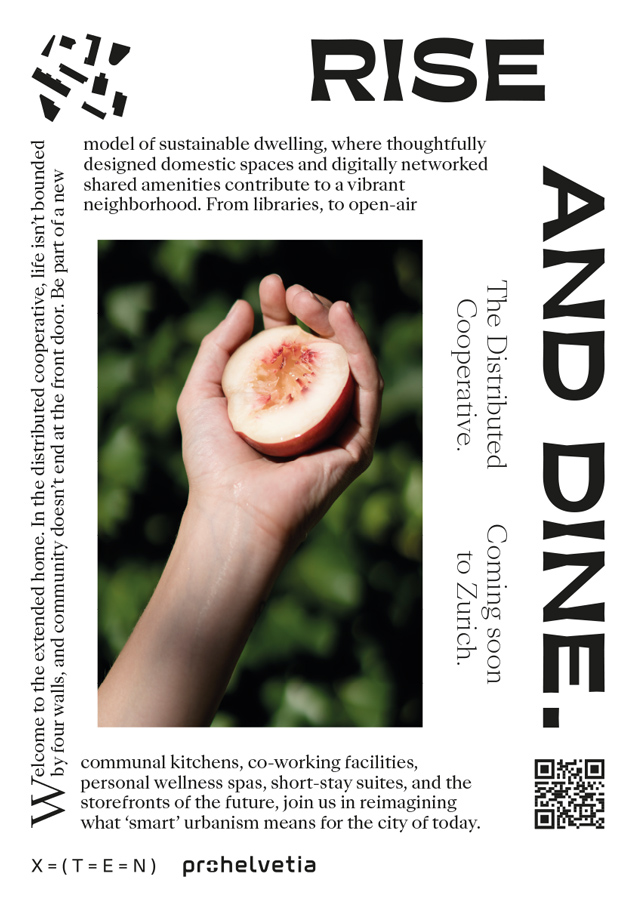 RISE
AND DINE.
Welcome to the extended home. In the distributed cooperative, life isn’t bounded
by four walls, and community doesn’t end at the front door. Be part of a new
model of sustainable dwelling, where thoughtfully
designed domestic spaces and digitally networked
shared amenities contribute to a vibrant
neighborhood. From libraries, to open-air
communal kitchens, co-working facilities,
personal wellness spas, short-stay suites, and the
storefronts of the future, join us in reimagining
what ‘smart’ urbanism means for the city of today.
The Distributed
Cooperative.
Coming soon
to Zurich.
X = ( T = E = N )
prohelvetia